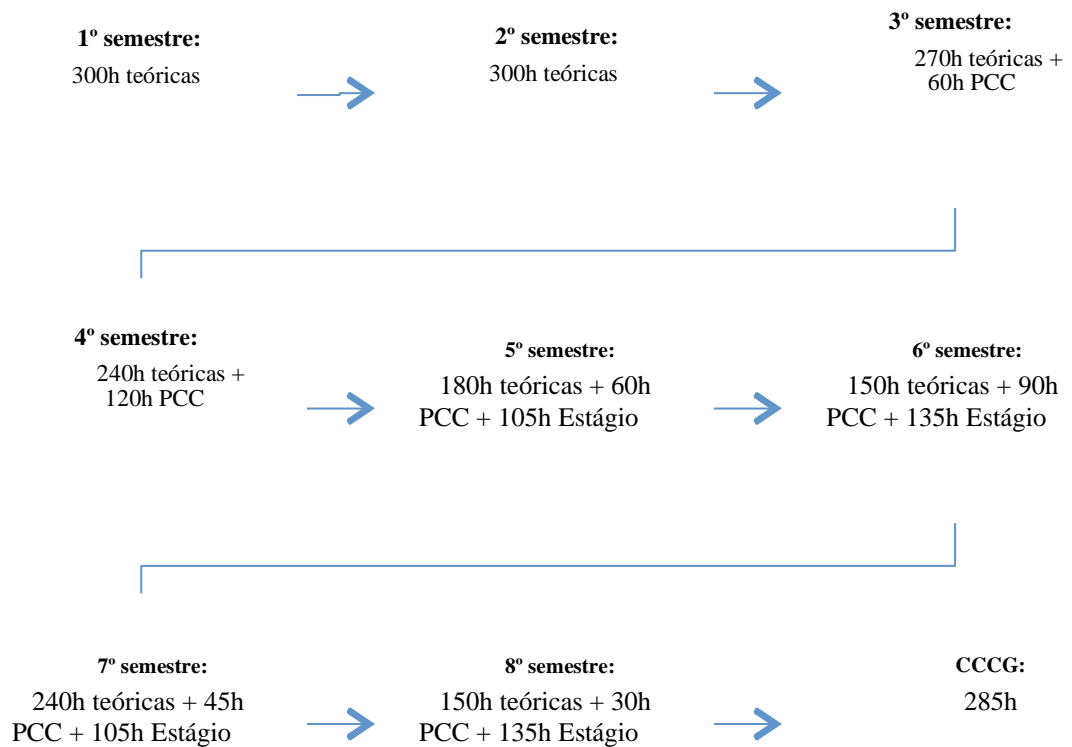 1º semestre:
300h teóricas
2º semestre:
300h teóricas
3º semestre:
270h teóricas +
60h PCC
4º semestre:
240h teóricas +
120h PCC
5º semestre:
180h teóricas + 60h
PCC + 105h Estágio
6º semestre:
150h teóricas + 90h
PCC + 135h Estágio
7º semestre:
240h teóricas + 45h
PCC + 105h Estágio
8º semestre:
150h teóricas + 30h
PCC + 135h Estágio
CCCG:
285h